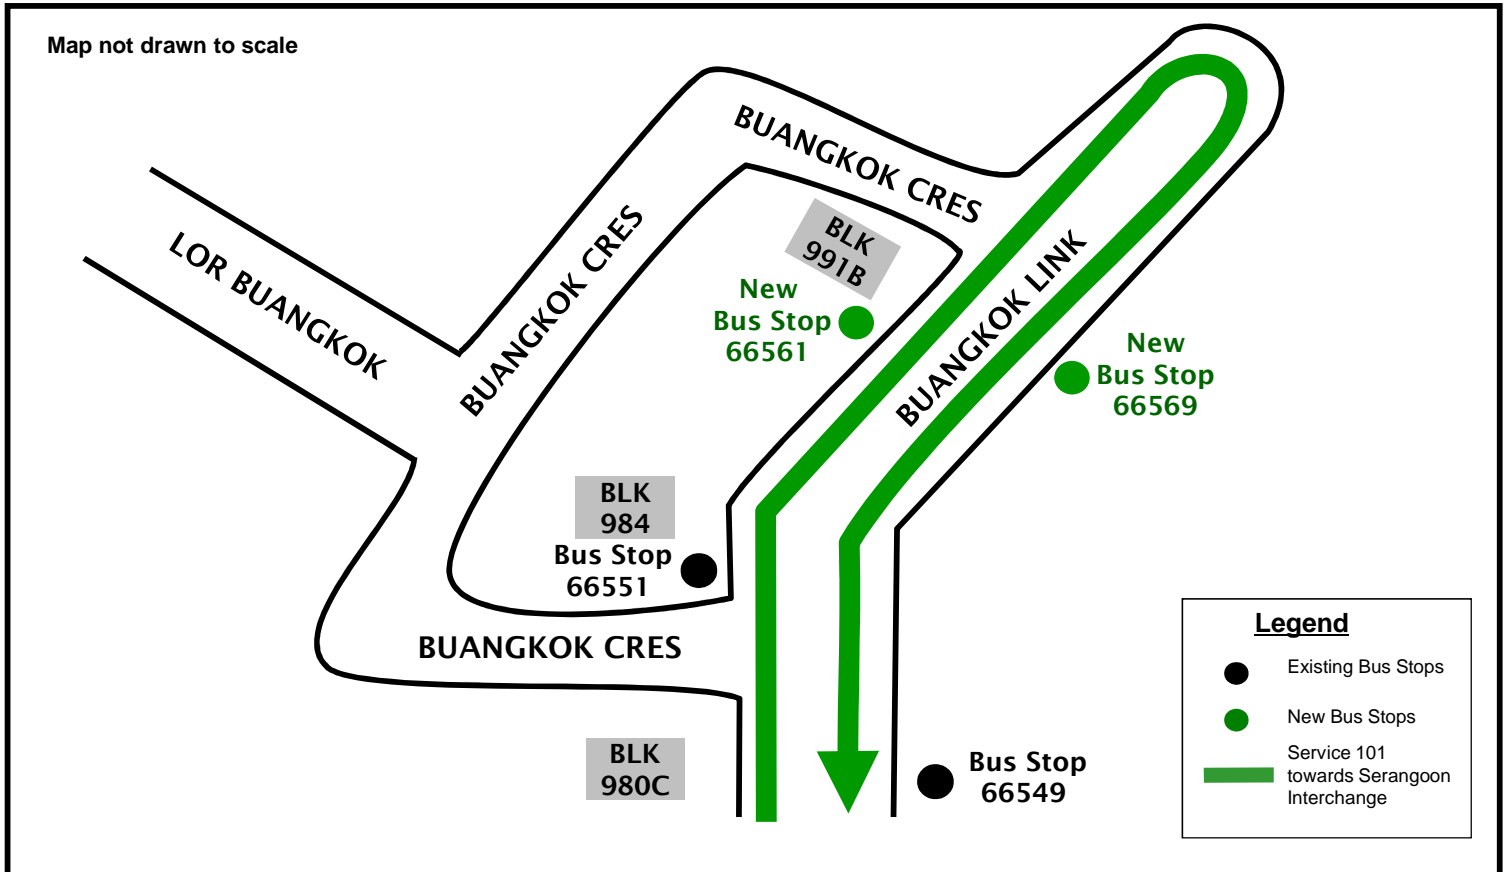 Map not drawn to scale
BUANGKOK CRES
LOR BUANGKOK
BUANGKOK CRES
BLK
991B
New
Bus Stop
66561
BUANGKOK LINK
New
Bus Stop
66569
BLK
984
Bus Stop
66551
BUANGKOK CRES
BLK
980C
Bus Stop
66549
Legend
Existing Bus Stops
New Bus Stops
Service 101
towards Serangoon
Interchange